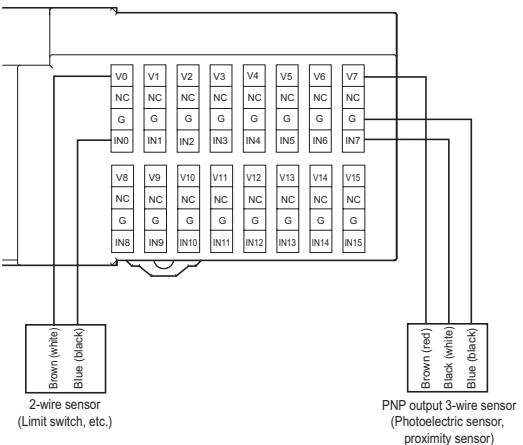 V0 V1 V2 V3 V4 V5 V6 V7
NC NC NC NC NC NC NC NC
G G G G G G G G
IN0 IN1 IN2 IN3 IN4 IN5 IN6 IN7
V8 V9 V10 V11 V12 V13 V14 V15
NC NC NC NC NC NC NC NC
G G G G G G G G
IN8 IN9 IN10 IN11 IN12 IN13 IN14 IN15
Brown (white)
Blue (black)
2-wire sensor
(Limit switch, etc.)
Brown (red)
Black (white)
Blue (black)
PNP output 3-wire sensor
(Photoelectric sensor,
proximity sensor)